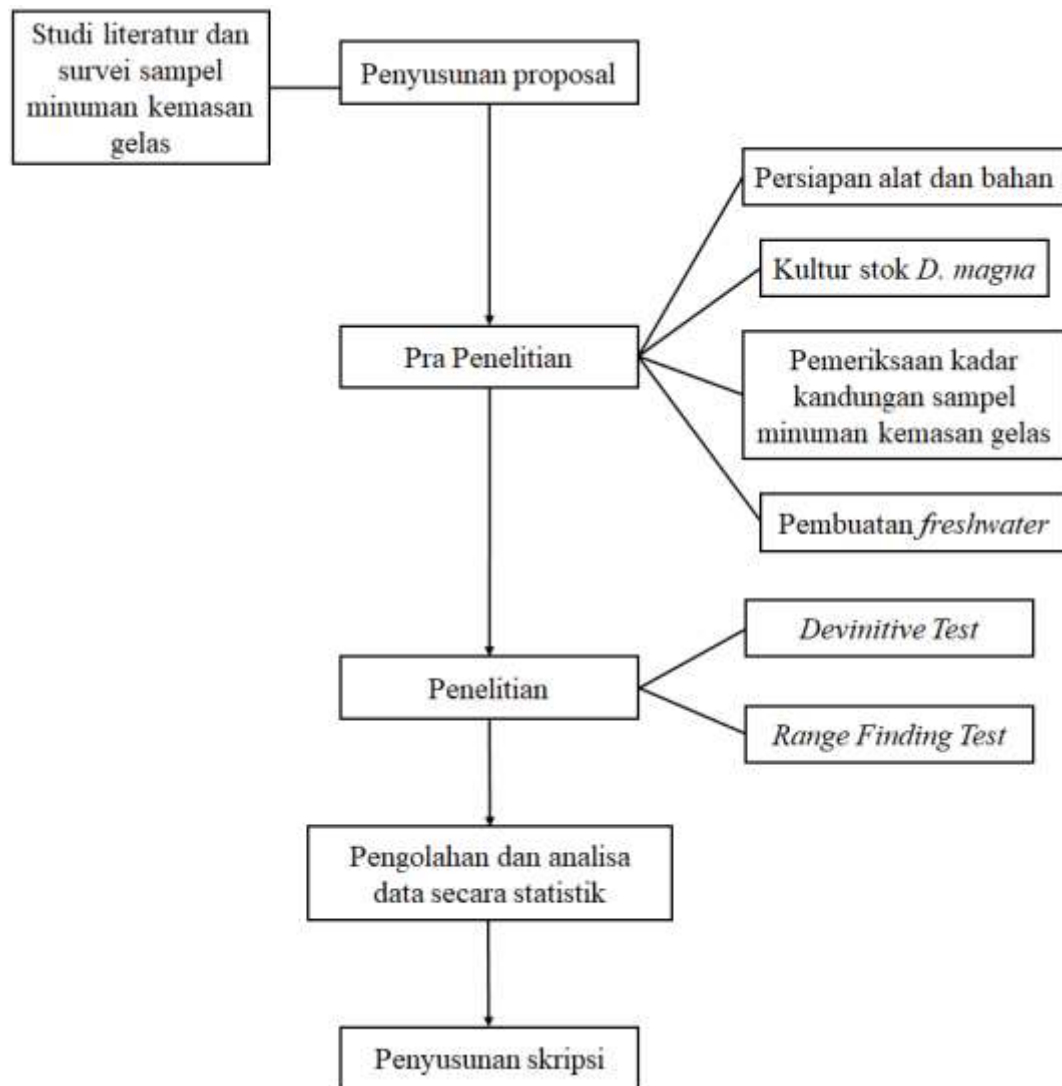 Studi literatur dan
survei sampel
minuman kemasan
gelas
Penyusunan proposal
Persiapan alat dan bahan
Kultur stok D. magna
Pra Penelitian
Pemeriksaan kadar
kandungan sampel
minuman kemasan gelas
Pembuatan freshwater
Devinitive Test
Penelitian
Range Finding Test
Pengolahan dan analisa
data secara statistik
Penyusunan skripsi